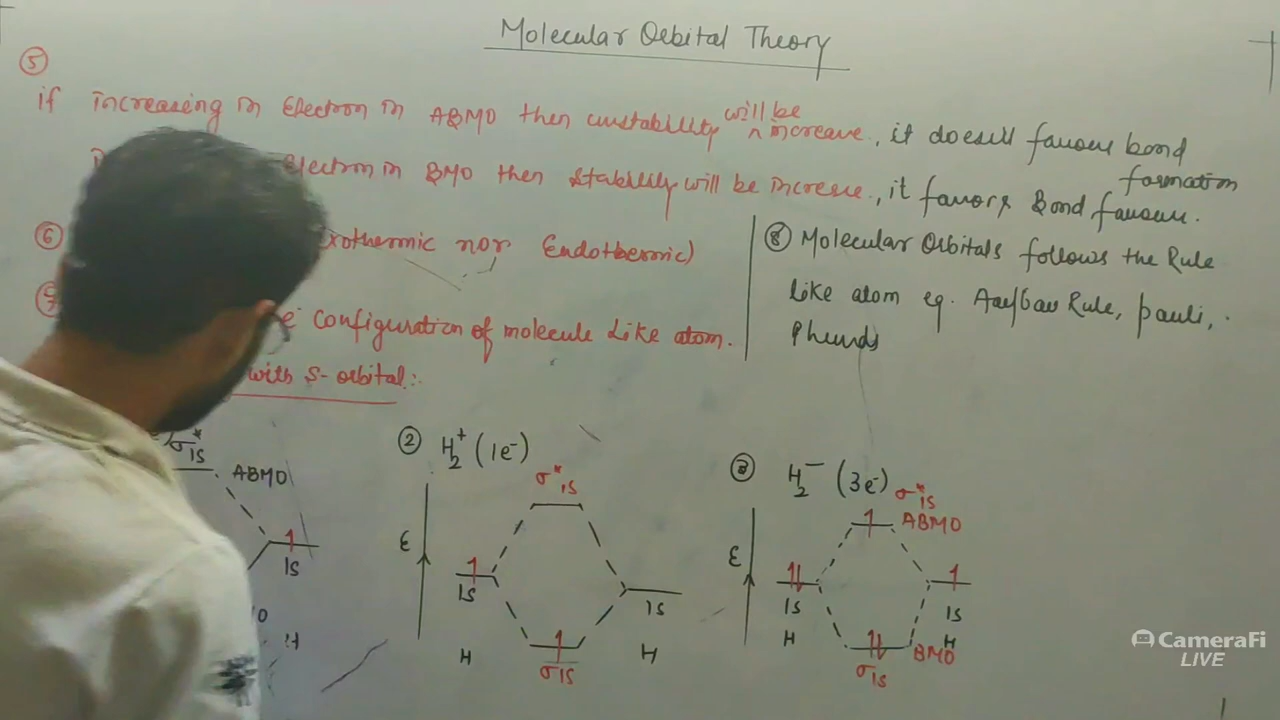 Molecular Orbital Theory
⑤
if increasing in Electron in ABMO then unstability will be increase., it doesn't favour bond formation
Electron in BMO then stability will be increase., it favors Bond favour.
⑥ xothermic nor Endothermic)
e⁻ configuration of molecule Like atom.
with S-orbital:-
⑧ Molecular Orbitals follows the Rule
like atom eg. Aufbau Rule, pauli,
Phunds
σ*1s
ABMO
1s
H
② H₂⁺ (1e⁻)
σ*1s
E
1s
1s
H
H
σ1s
③ H₂⁻ (3e⁻)
σ*1s
ABMO
E
1s
1s
H
H
BMO
σ1s
CameraFi
LIVE